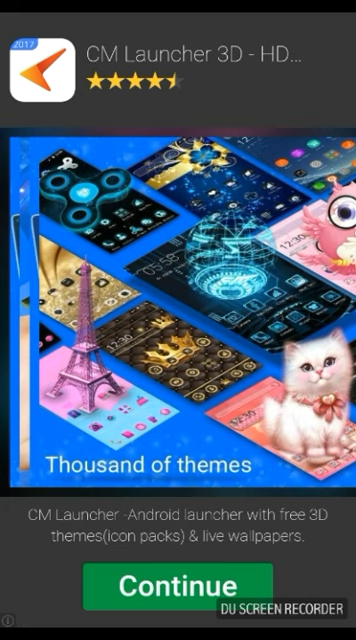 2017
CM Launcher 3D - HD...
Thousand of themes
CM Launcher -Android launcher with free 3D
themes(icon packs) & live wallpapers.
Continue
DU SCREEN RECORDER